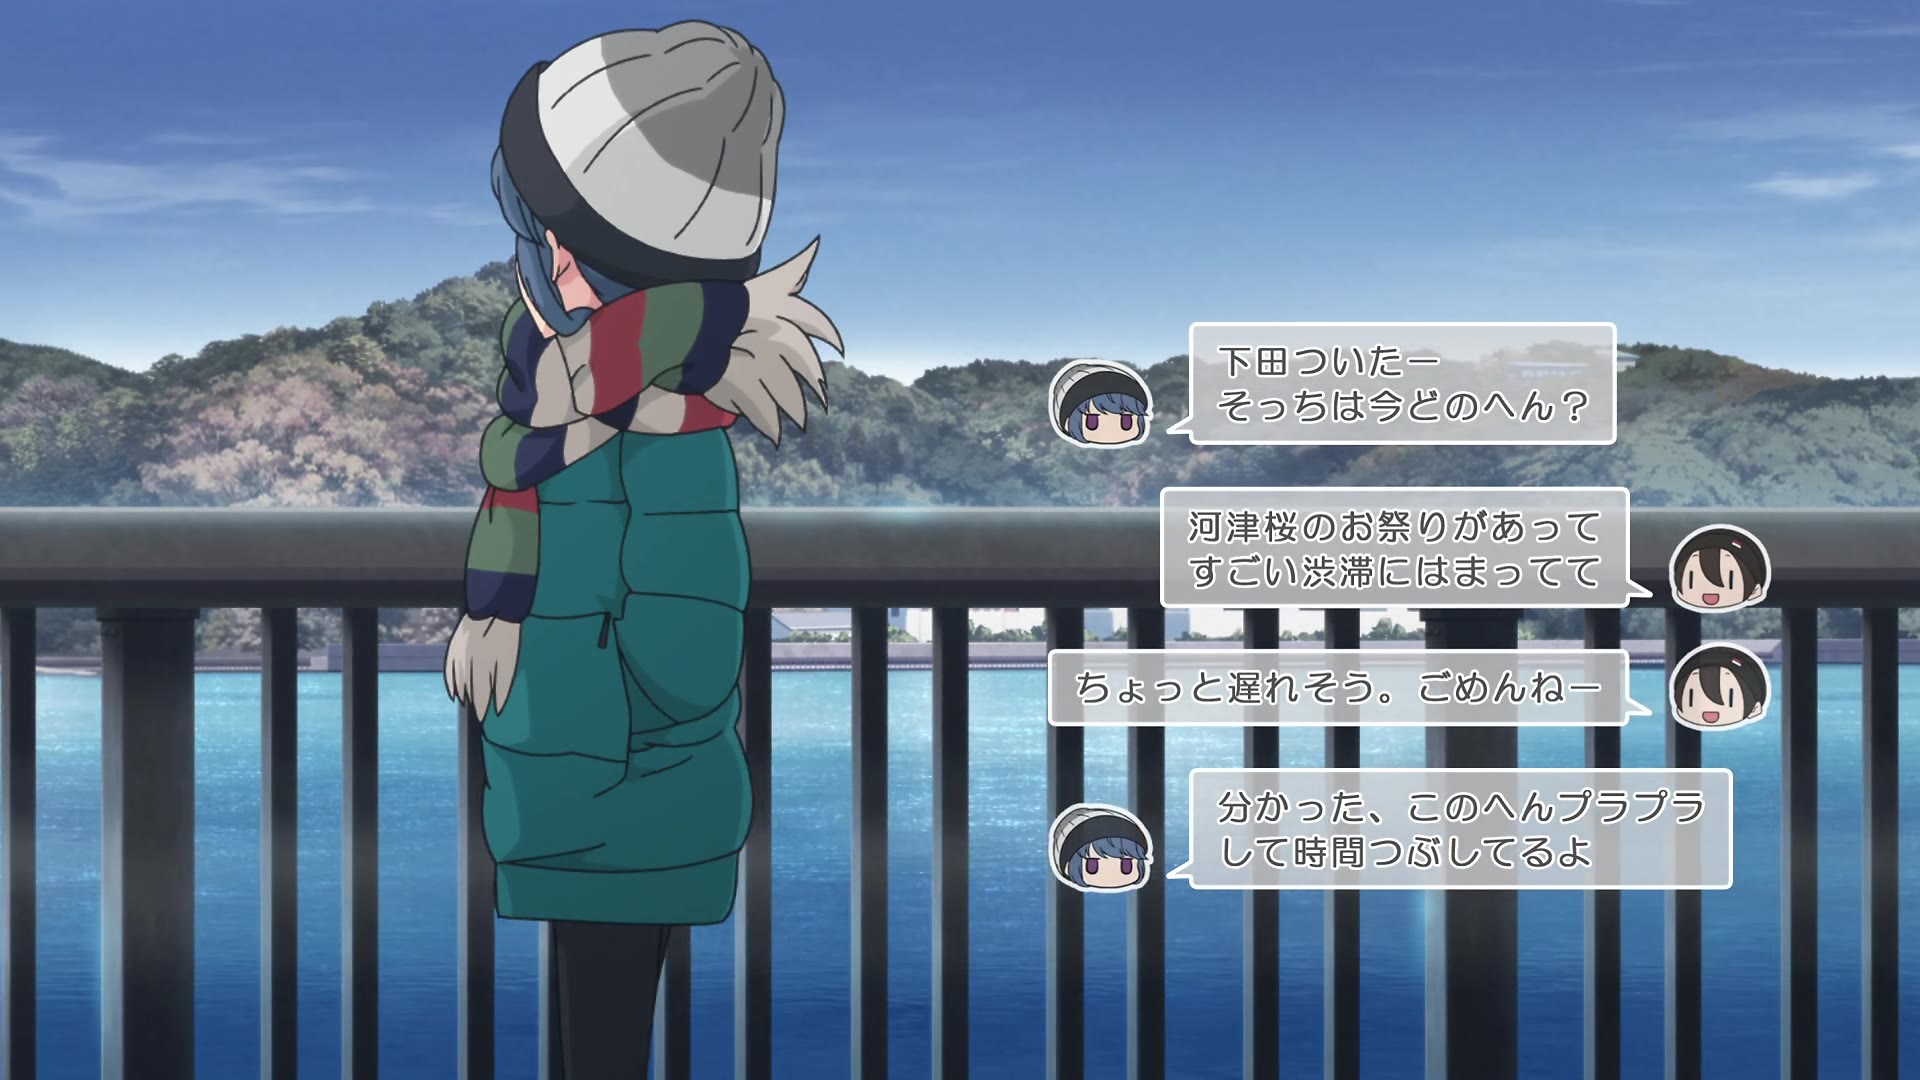 下田ついたー
そっちは今どのへん？
河津桜のお祭りがあって
すごい渋滞にはまってて
ちょっと遅れそう。ごめんねー
分かった、このへんプラプラ
して時間つぶしてるよ